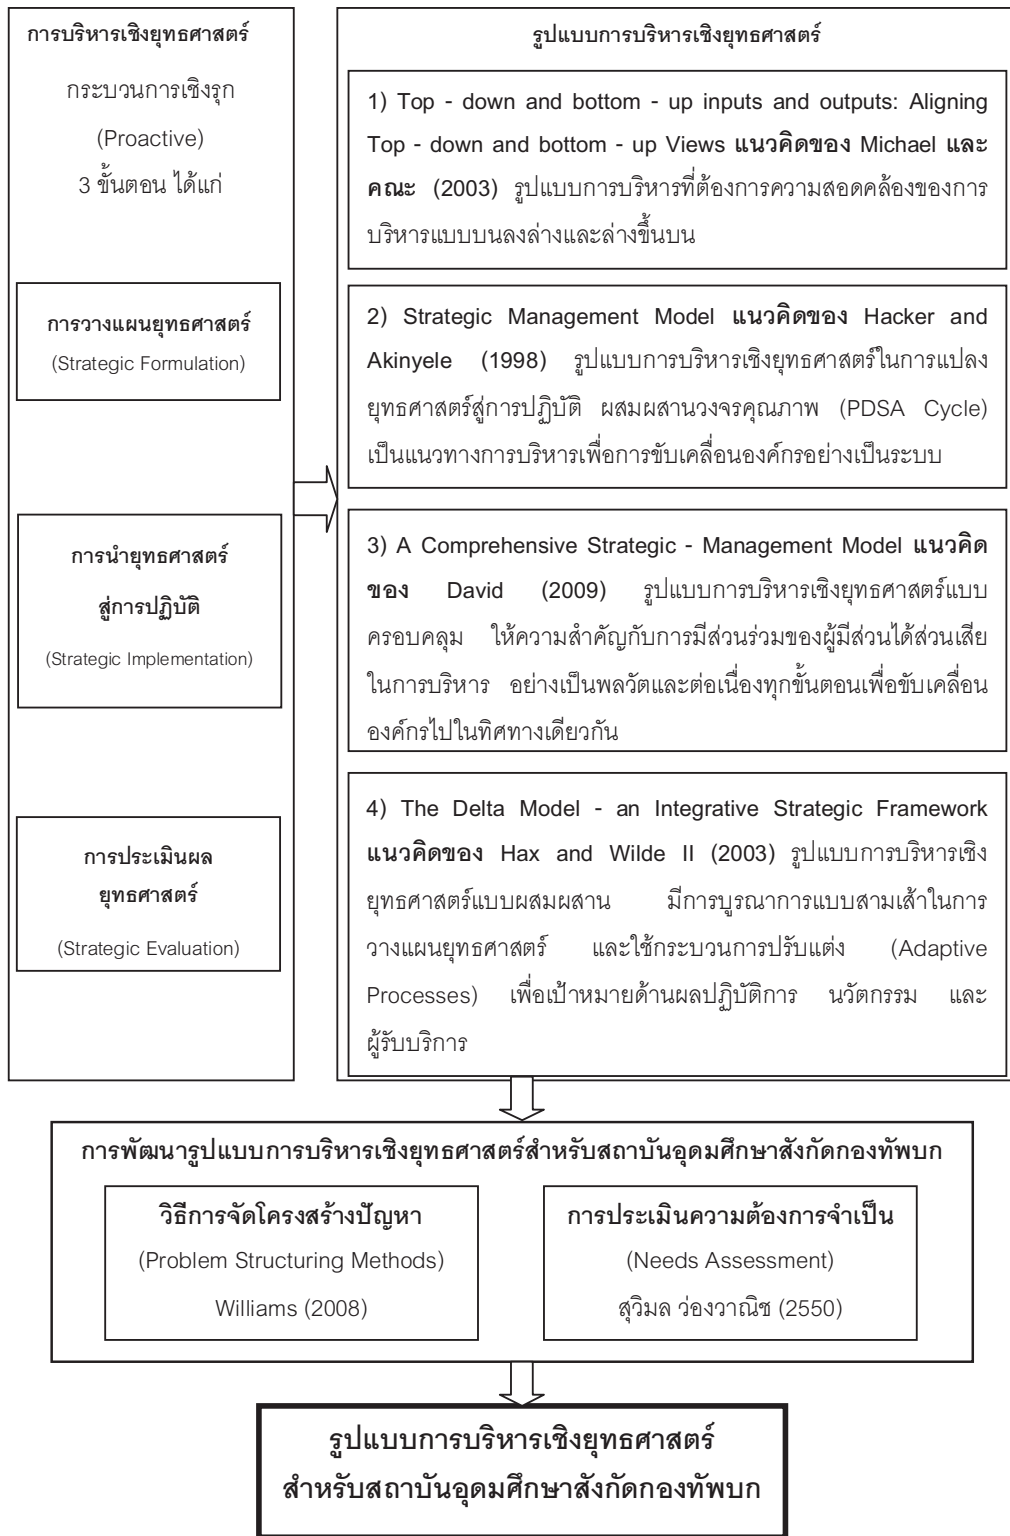 การบริหารเชิงยุทธศาสตร์
กระบวนการเชิงรุก
(Proactive)
3 ขั้นตอน ได้แก่
การวางแผนยุทธศาสตร์
(Strategic Formulation)
การนำยุทธศาสตร์
สู่การปฏิบัติ
(Strategic Implementation)
การประเมินผล
ยุทธศาสตร์
(Strategic Evaluation)
รูปแบบการบริหารเชิงยุทธศาสตร์
1) Top - down and bottom - up inputs and outputs: Aligning
Top - down and bottom - up Views แนวคิดของ Michael และ
คณะ (2003) รูปแบบการบริหารที่ต้องการความสอดคล้องของการ
บริหารแบบบนลงล่างและล่างขึ้นบน
2) Strategic Management Model แนวคิดของ Hacker and
Akinyele (1998) รูปแบบการบริหารเชิงยุทธศาสตร์ในการแปลง
ยุทธศาสตร์สู่การปฏิบัติ ผสมผสานวงจรคุณภาพ (PDSA Cycle)
เป็นแนวทางการบริหารเพื่อการขับเคลื่อนองค์กรอย่างเป็นระบบ
3) A Comprehensive Strategic - Management Model แนวคิด
ของ David (2009) รูปแบบการบริหารเชิงยุทธศาสตร์แบบ
ครอบคลุม ให้ความสำคัญกับการมีส่วนร่วมของผู้มีส่วนได้ส่วนเสีย
ในการบริหาร อย่างเป็นพลวัตและต่อเนื่องทุกขั้นตอนเพื่อขับเคลื่อน
องค์กรไปในทิศทางเดียวกัน
4) The Delta Model - an Integrative Strategic Framework
แนวคิดของ Hax and Wilde II (2003) รูปแบบการบริหารเชิง
ยุทธศาสตร์แบบผสมผสาน มีการบูรณาการแบบสามเส้าในการ
วางแผนยุทธศาสตร์ และใช้กระบวนการปรับแต่ง (Adaptive
Processes) เพื่อเป้าหมายด้านผลปฏิบัติการ นวัตกรรม และ
ผู้รับบริการ
การพัฒนารูปแบบการบริหารเชิงยุทธศาสตร์สำหรับสถาบันอุดมศึกษาสังกัดกองทัพบก
วิธีการจัดโครงสร้างปัญหา
(Problem Structuring Methods)
Williams (2008)
การประเมินความต้องการจำเป็น
(Needs Assessment)
สุวิมล ว่องวาณิช (2550)
รูปแบบการบริหารเชิงยุทธศาสตร์
สำหรับสถาบันอุดมศึกษาสังกัดกองทัพบก